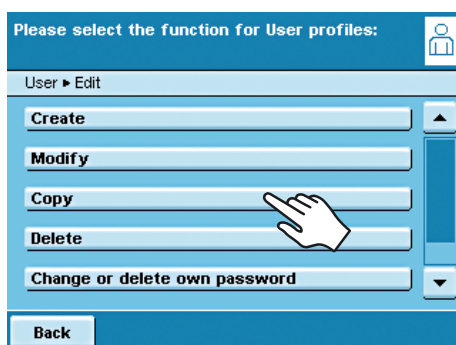 Please select the function for User profiles:
User ▸ Edit
Create
Modify
Copy
Delete
Change or delete own password
Back